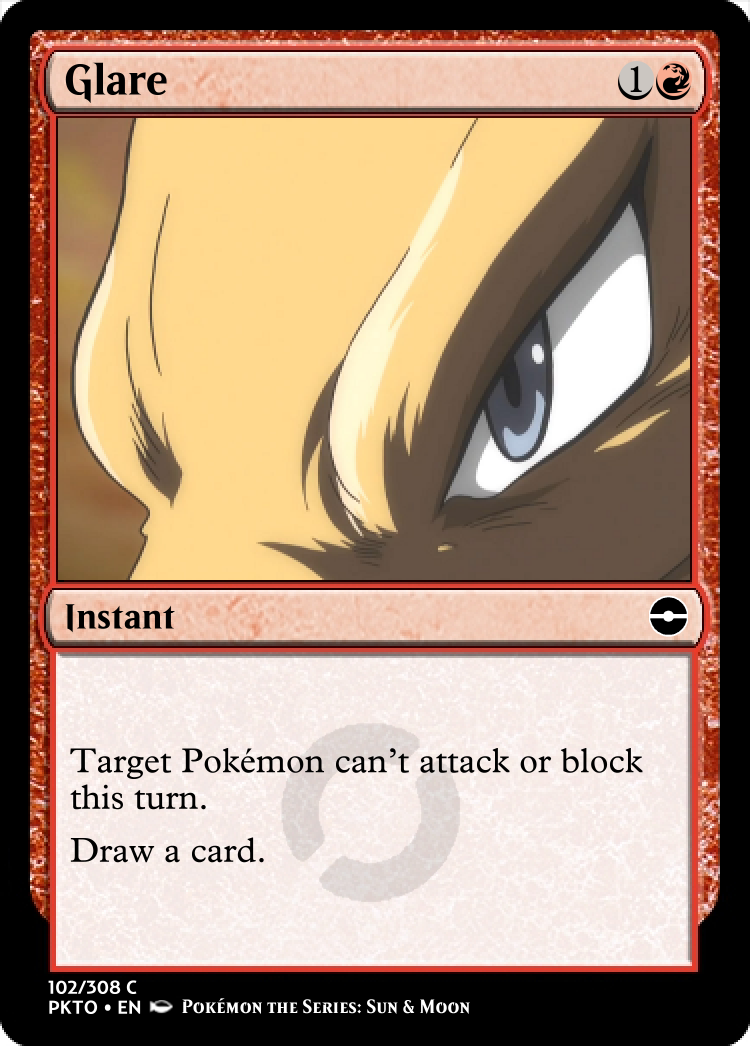 Glare 1
Instant
Target Pokémon can't attack or block
this turn.
Draw a card.
102/308 C
PKTO • EN Pokémon the Series: Sun & Moon